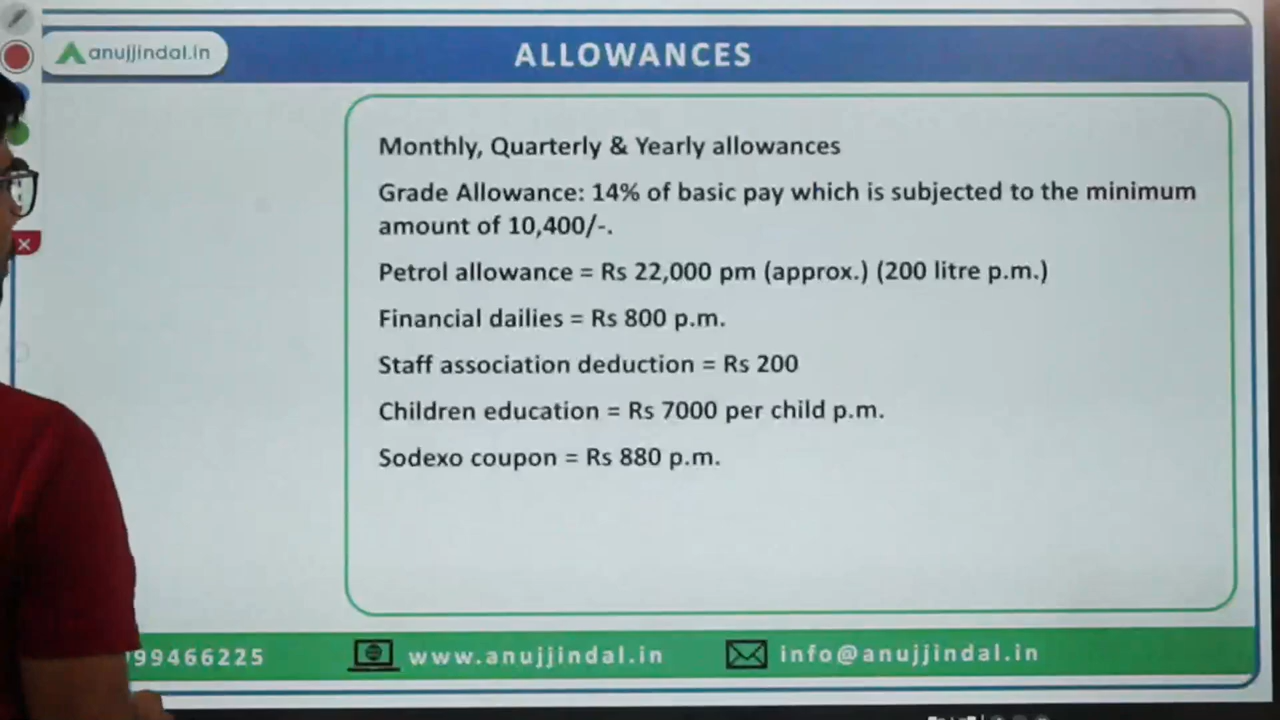 anujjindal.in
ALLOWANCES
Monthly, Quarterly & Yearly allowances
Grade Allowance: 14% of basic pay which is subjected to the minimum
amount of 10,400/-.
Petrol allowance = Rs 22,000 pm (approx.) (200 litre p.m.)
Financial dailies = Rs 800 p.m.
Staff association deduction = Rs 200
Children education = Rs 7000 per child p.m.
Sodexo coupon = Rs 880 p.m.
99466225
www.anujjindal.in
info@anujjindal.in